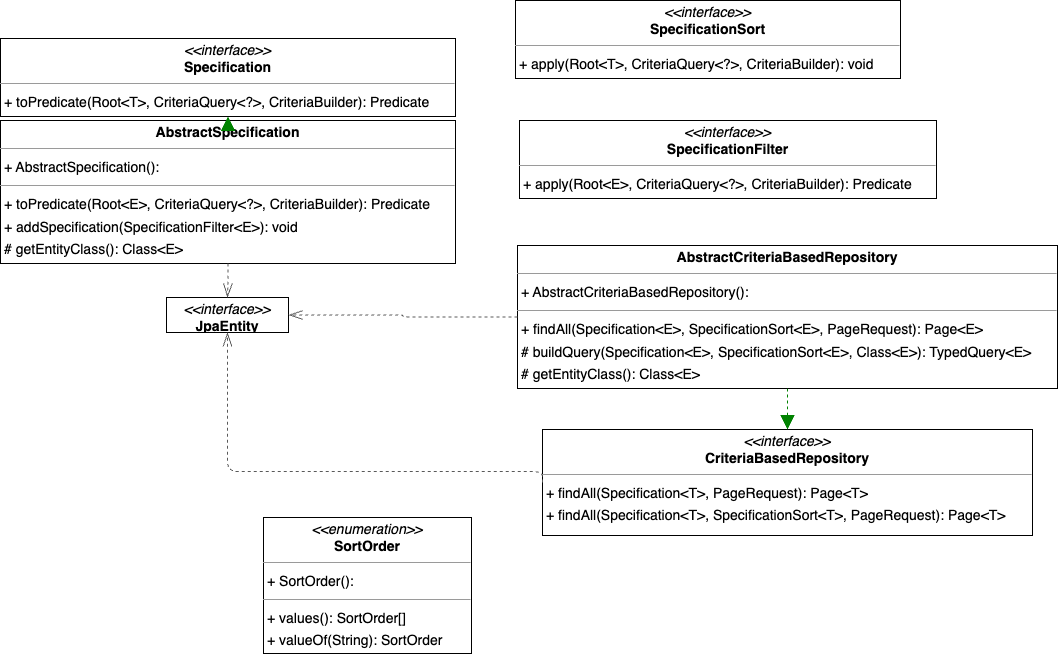 <<interface>>
Specification
+ toPredicate(Root<T>, CriteriaQuery<?>, CriteriaBuilder): Predicate
AbstractSpecification
+ AbstractSpecification():
+ toPredicate(Root<E>, CriteriaQuery<?>, CriteriaBuilder): Predicate
+ addSpecification(SpecificationFilter<E>): void
# getEntityClass(): Class<E>
<<interface>>
JpaEntity
<<interface>>
SpecificationSort
+ apply(Root<T>, CriteriaQuery<?>, CriteriaBuilder): void
<<interface>>
SpecificationFilter
+ apply(Root<E>, CriteriaQuery<?>, CriteriaBuilder): Predicate
AbstractCriteriaBasedRepository
+ AbstractCriteriaBasedRepository():
+ findAll(Specification<E>, SpecificationSort<E>, PageRequest): Page<E>
# buildQuery(Specification<E>, SpecificationSort<E>, Class<E>): TypedQuery<E>
# getEntityClass(): Class<E>
<<interface>>
CriteriaBasedRepository
+ findAll(Specification<T>, PageRequest): Page<T>
+ findAll(Specification<T>, SpecificationSort<T>, PageRequest): Page<T>
<<enumeration>>
SortOrder
+ SortOrder():
+ values(): SortOrder[]
+ valueOf(String): SortOrder